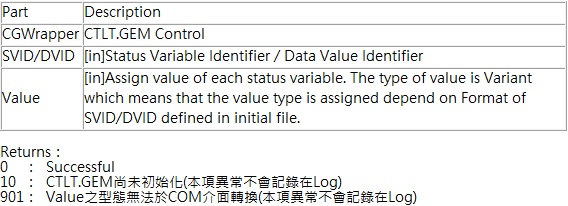 Part Description
CGWrapper CTLT.GEM Control
SVID/DVID [in]Status Variable Identifier / Data Value Identifier
Value [in]Assign value of each status variable. The type of value is Variant
which means that the value type is assigned depend on Format of
SVID/DVID defined in initial file.
Returns :
0 : Successful
10 : CTLT.GEM尚未初始化(本項異常不會記錄在Log)
901 : Value之型態無法於COM介面轉換(本項異常不會記錄在Log)